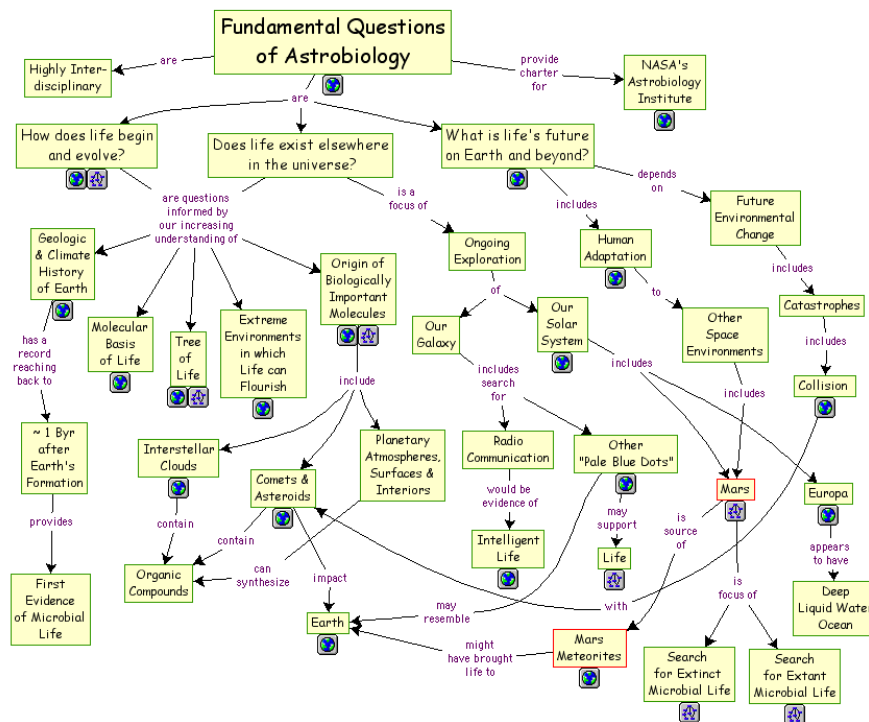 Fundamental Questions
of Astrobiology
are
Highly Inter-
disciplinary
provide
charter
for
NASA's
Astrobiology
Institute
are
How does life begin
and evolve?
Does life exist elsewhere
in the universe?
What is life's future
on Earth and beyond?
are questions
informed by
our increasing
understanding of
is a
focus of
includes
depends
on
Geologic
& Climate
History
of Earth
Molecular
Basis
of Life
Tree
of
Life
Extreme
Environments
in which
Life can
Flourish
Origin of
Biologically
Important
Molecules
Ongoing
Exploration
Human
Adaptation
Future
Environmental
Change
of
to
includes
Our
Galaxy
Our
Solar
System
Other
Space
Environments
Catastrophes
has a
record
reaching
back to
include
includes
search
for
includes
includes
includes
Collision
~ 1 Byr
after
Earth's
Formation
Interstellar
Clouds
Comets &
Asteroids
Planetary
Atmospheres,
Surfaces &
Interiors
Radio
Communication
Other
"Pale Blue Dots"
Mars
Europa
provides
contain
contain
can
synthesize
impact
would be
evidence of
may
support
is
source
of
appears
to have
First
Evidence
of Microbial
Life
Organic
Compounds
Intelligent
Life
Life
is
focus of
Deep
Liquid Water
Ocean
Earth
may
resemble
with
might
have brought
life to
Mars
Meteorites
Search
for Extinct
Microbial Life
Search
for Extant
Microbial Life